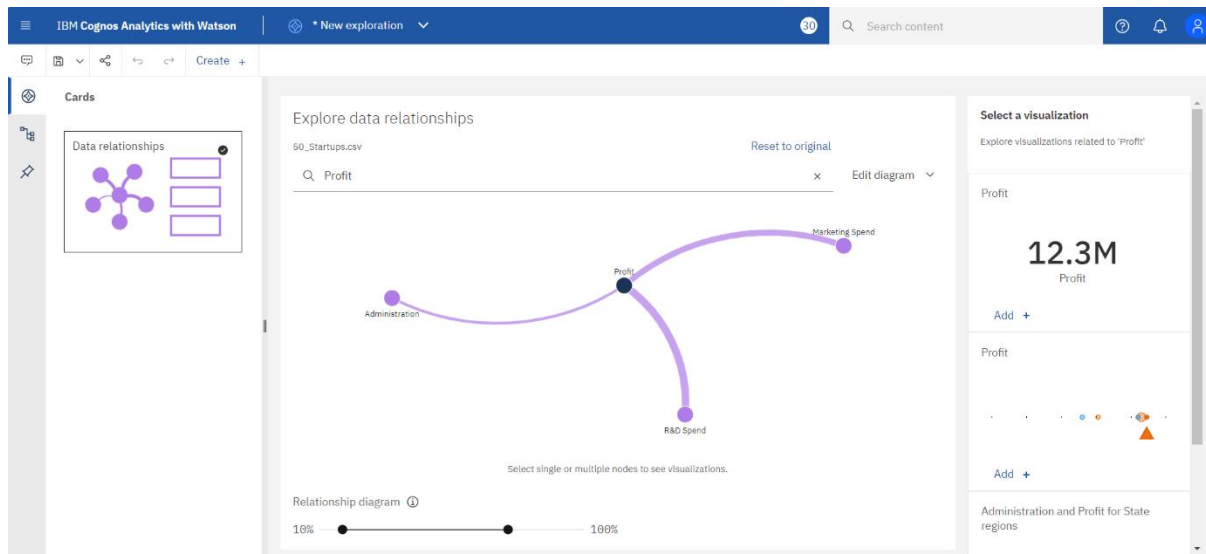 IBM Cognos Analytics with Watson
* New exploration
30
Search content
Create +
Cards
Data relationships
Explore data relationships
50_Startups.csv
Reset to original
Profit
Edit diagram
Marketing Spend
Profit
Administration
R&D Spend
Select single or multiple nodes to see visualizations.
Relationship diagram
10%
100%
Select a visualization
Explore visualizations related to 'Profit'
Profit
12.3M
Profit
Add +
Profit
Add +
Administration and Profit for State
regions